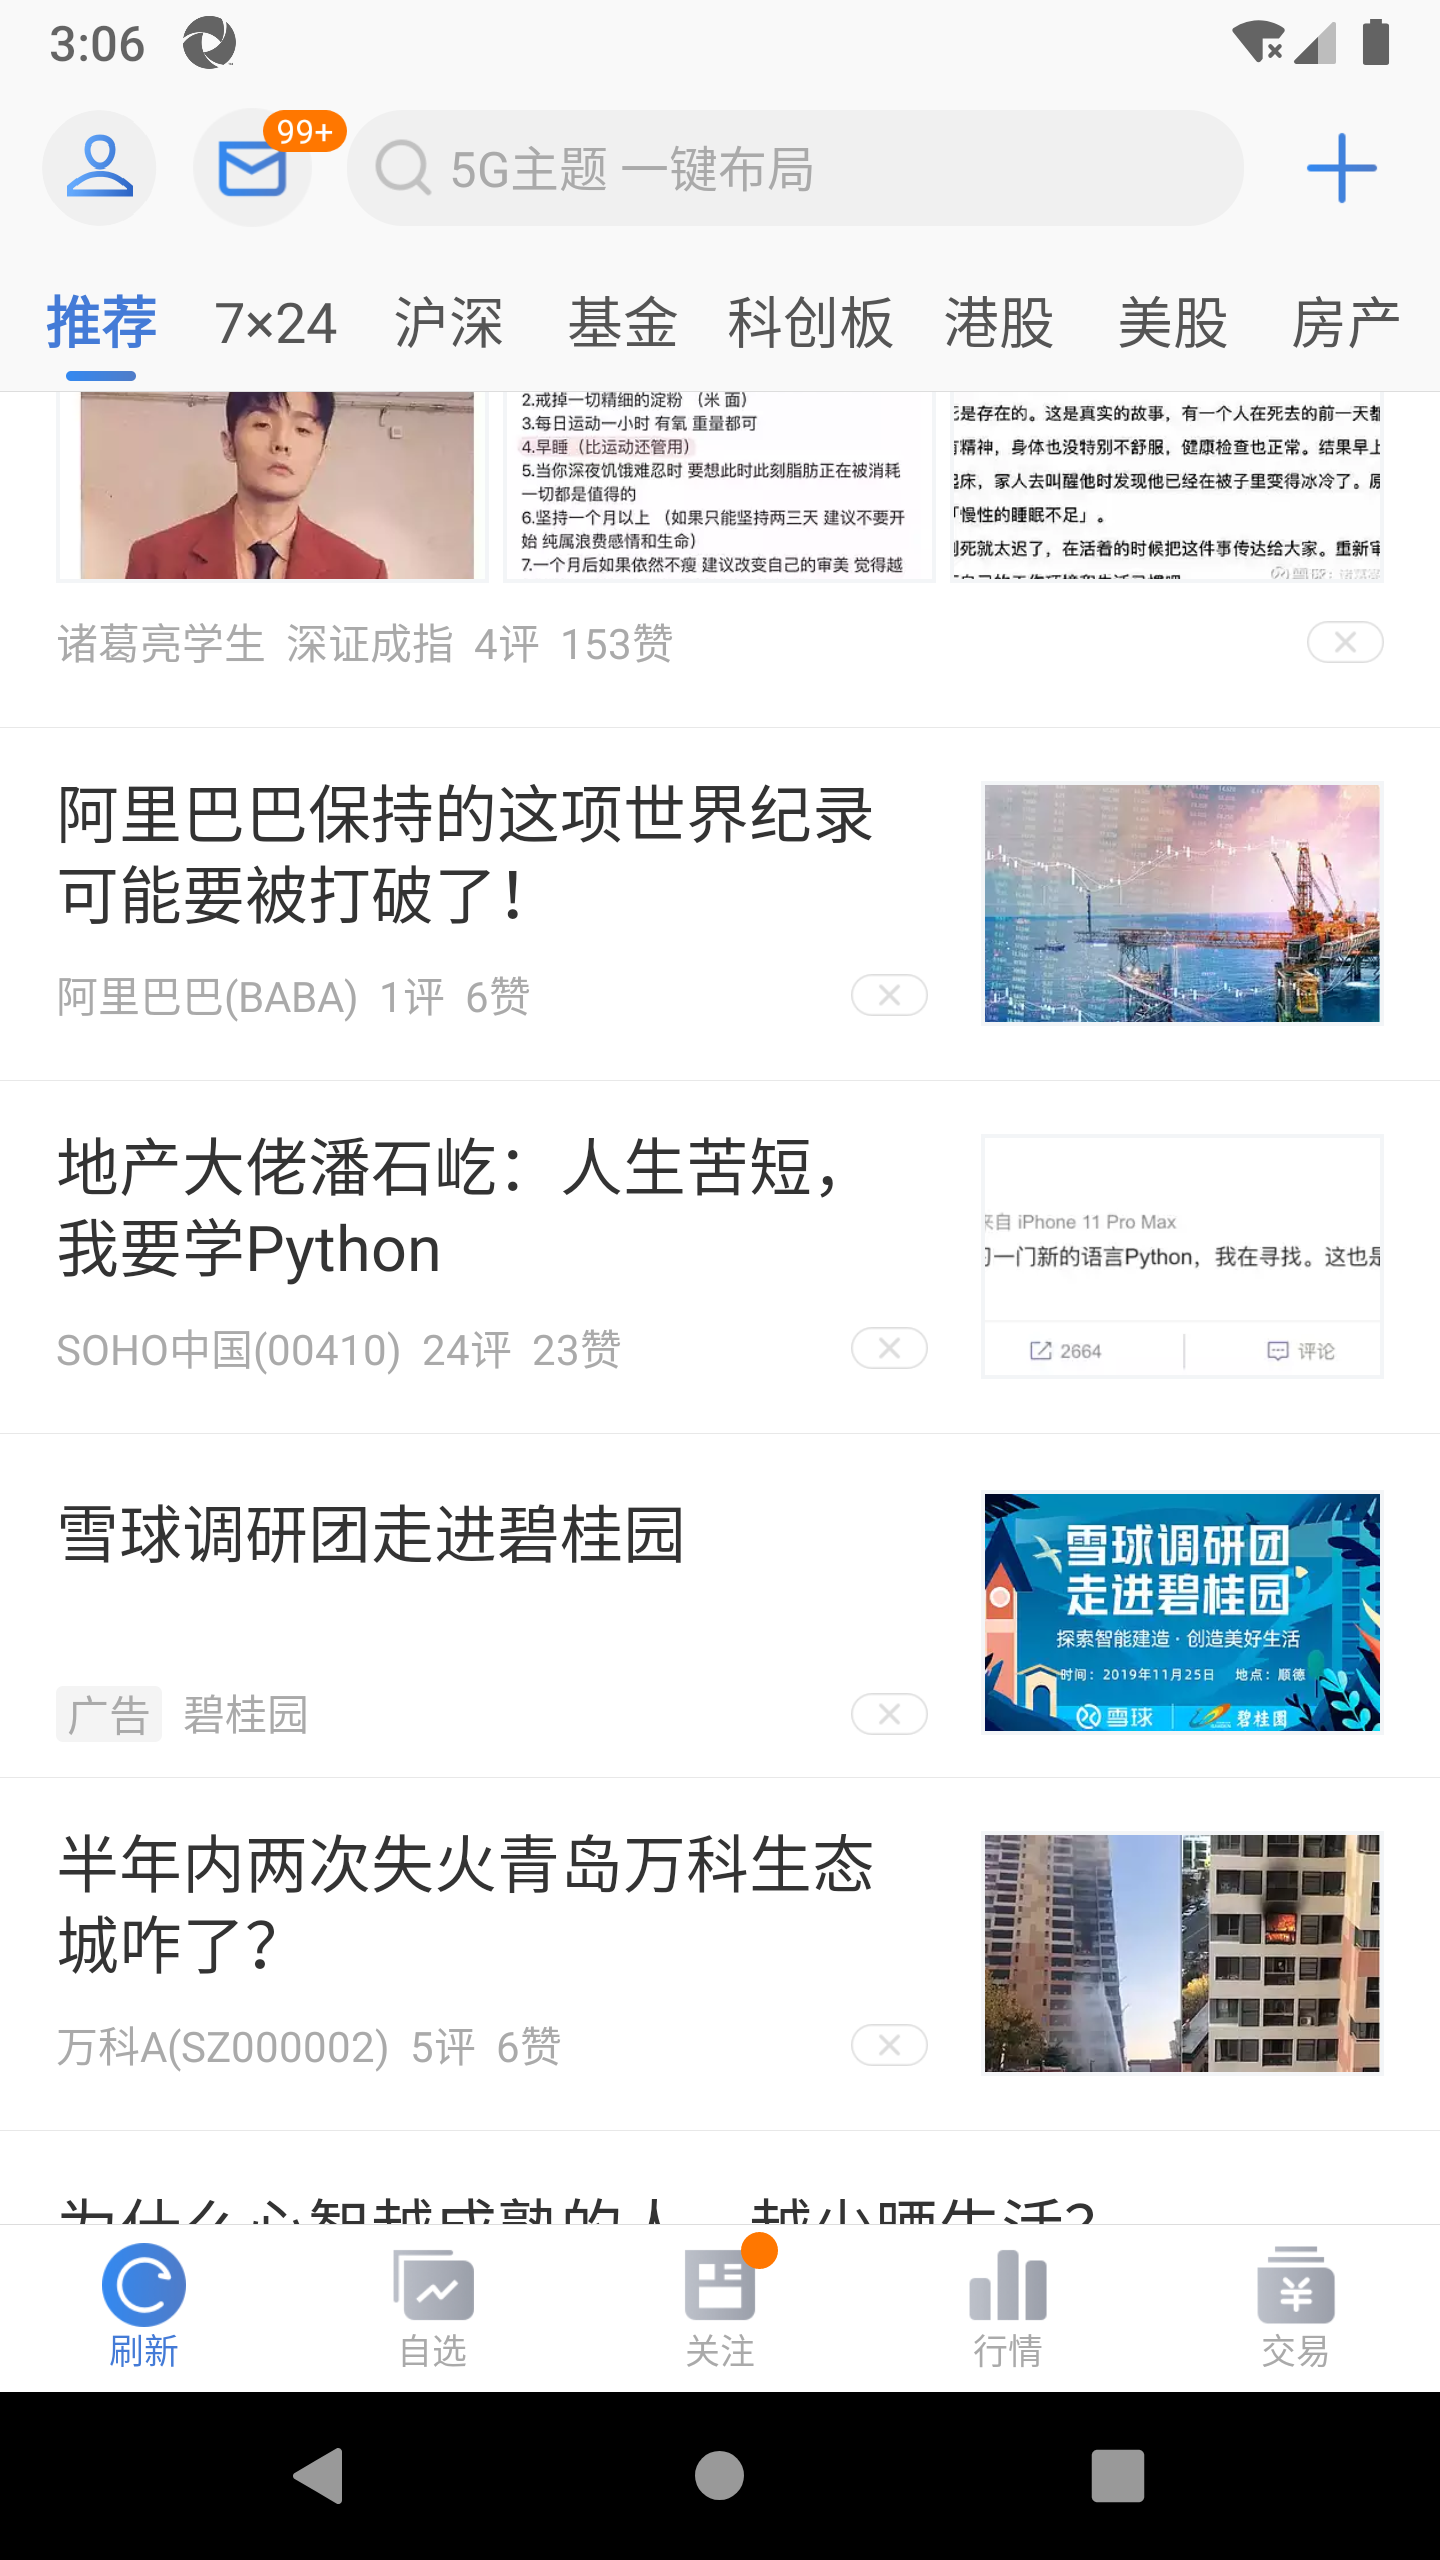 3:06
99+
5G主题 一键布局
推荐 7×24 沪深 基金 科创板 港股 美股 房产
2.戒掉一切精细的淀粉 （米 面）
3.每日运动一小时 有氧 重量都可
4.早睡（比运动还管用）
5.当你深夜饥饿难忍时 要想此时此刻脂肪正在被消耗
一切都是值得的
6.坚持一个月以上 （如果只能坚持两三天 建议不要开
始 纯属浪费感情和生命）
7.一个月后如果依然不瘦 建议改变自己的审美 觉得越
是存在的。这是真实的故事，有一个人在死去的前一天都
精神，身体也没特别不舒服，健康检查也正常。结果早上
床，家人去叫醒他时发现他已经在被子里变得冰冷了。原
「慢性的睡眠不足」。
死就太迟了，在活着的时候把这件事传达给大家。重新审
诸葛亮学生 深证成指 4评 153赞
阿里巴巴保持的这项世界纪录
可能要被打破了！
阿里巴巴(BABA) 1评 6赞
地产大佬潘石屹：人生苦短，
我要学Python
SOHO中国(00410) 24评 23赞
来自 iPhone 11 Pro Max
一门新的语言Python，我在寻找。这也是
2664 评论
雪球调研团走进碧桂园
广告 碧桂园
雪球调研团
走进碧桂园
探索智能建造 · 创造美好生活
时间：2019年11月25日 地点：顺德
雪球 碧桂园
半年内两次失火青岛万科生态
城咋了？
万科A(SZ000002) 5评 6赞
为什么心智越成熟的人，越少晒生活？
刷新 自选 关注 行情 交易